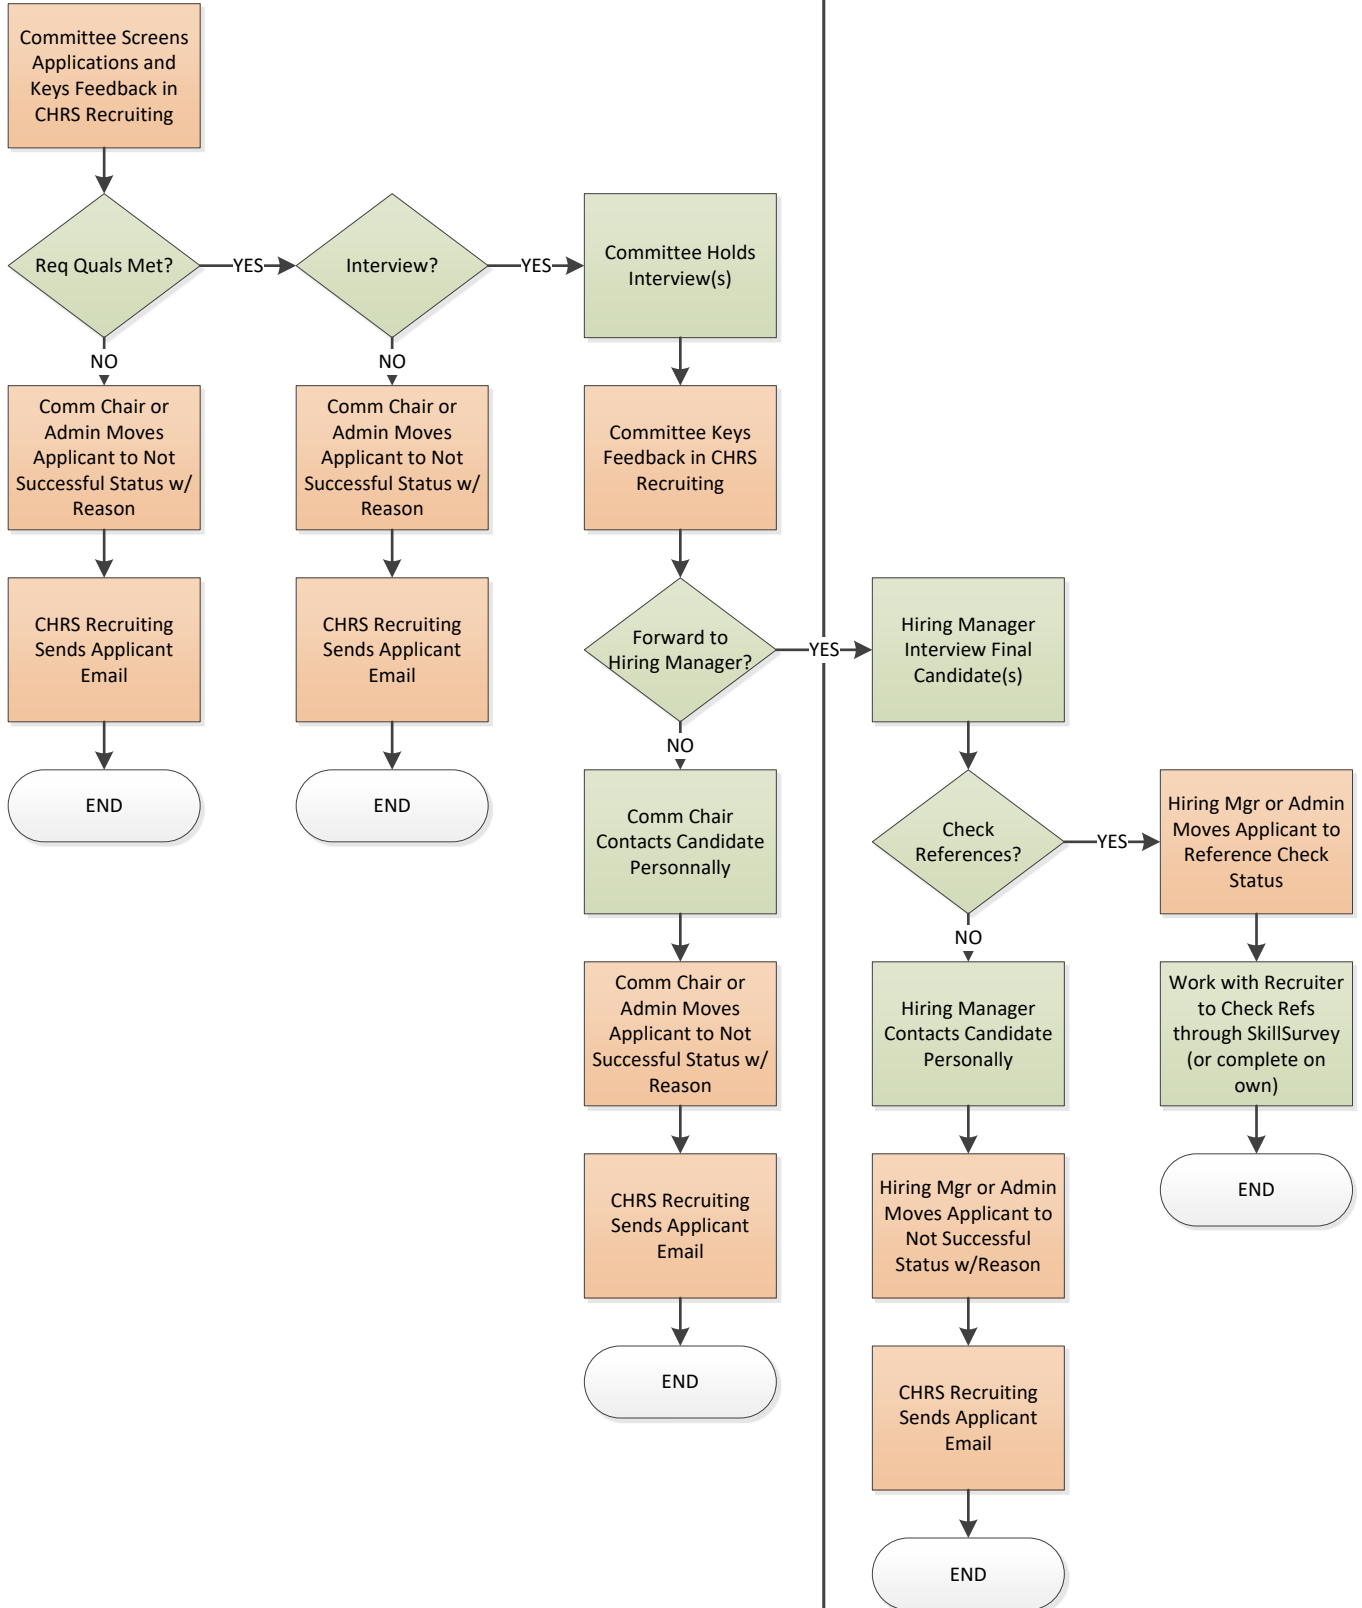 Committee Screens
Applications and
Keys Feedback in
CHRS Recruiting
Req Quals Met?
YES
Interview?
YES
Committee Holds
Interview(s)
NO
Comm Chair or
Admin Moves
Applicant to Not
Successful Status w/
Reason
CHRS Recruiting
Sends Applicant
Email
END
NO
Comm Chair or
Admin Moves
Applicant to Not
Successful Status w/
Reason
CHRS Recruiting
Sends Applicant
Email
END
Committee Keys
Feedback in CHRS
Recruiting
Forward to
Hiring Manager?
YES
NO
Comm Chair
Contacts Candidate
Personnally
Comm Chair or
Admin Moves
Applicant to Not
Successful Status w/
Reason
CHRS Recruiting
Sends Applicant
Email
END
Hiring Manager
Interview Final
Candidate(s)
Check
References?
YES
NO
Hiring Manager
Contacts Candidate
Personally
Hiring Mgr or Admin
Moves Applicant to
Not Successful
Status w/Reason
CHRS Recruiting
Sends Applicant
Email
END
Hiring Mgr or Admin
Moves Applicant to
Reference Check
Status
Work with Recruiter
to Check Refs
through SkillSurvey
(or complete on
own)
END